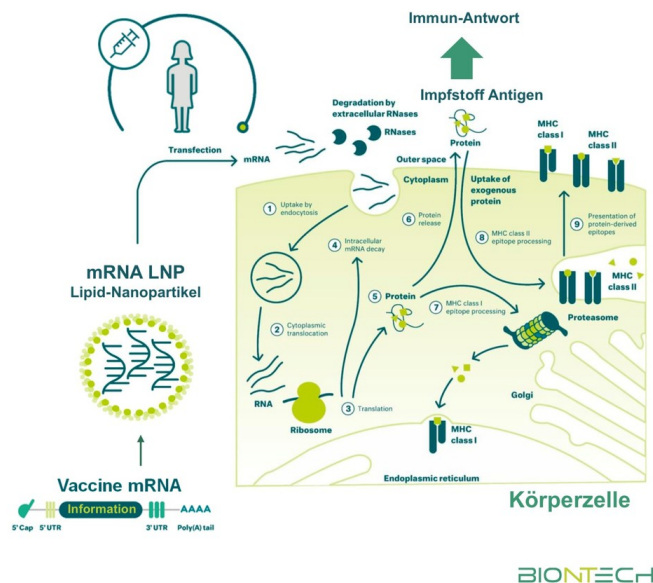 Immun-Antwort
Impfstoff Antigen
Protein
Degradation by
extracellular RNases
RNases
Transfection
mRNA
MHC
class I
MHC
class II
Outer space
Cytoplasm
Uptake of
exogenous
protein
1 Uptake by
endocytosis
6 Protein
release
9 Presentation of
protein-derived
epitopes
4 Intracellular
mRNA decay
8 MHC class II
epitope processing
mRNA LNP
Lipid-Nanopartikel
MHC
class II
Proteasome
5 Protein
7 MHC class I
epitope processing
2 Cytoplasmic
translocation
RNA
Ribosome
3 Translation
Golgi
MHC
class I
Endoplasmic reticulum
Vaccine mRNA
Information
AAAA
5' Cap
5' UTR
3' UTR
Poly(A) tail
Körperzelle
BIONTECH